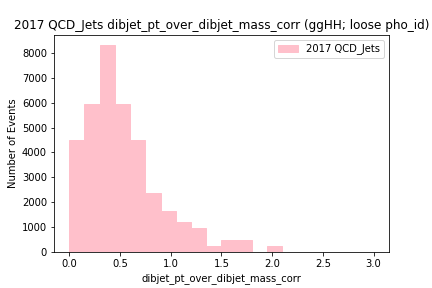 2017 QCD_Jets dibjet_pt_over_dibjet_mass_corr (ggHH; loose pho_id)
2017 QCD_Jets
Number of Events
8000
7000
6000
5000
4000
3000
2000
1000
0
0.0 0.5 1.0 1.5 2.0 2.5 3.0
dibjet_pt_over_dibjet_mass_corr